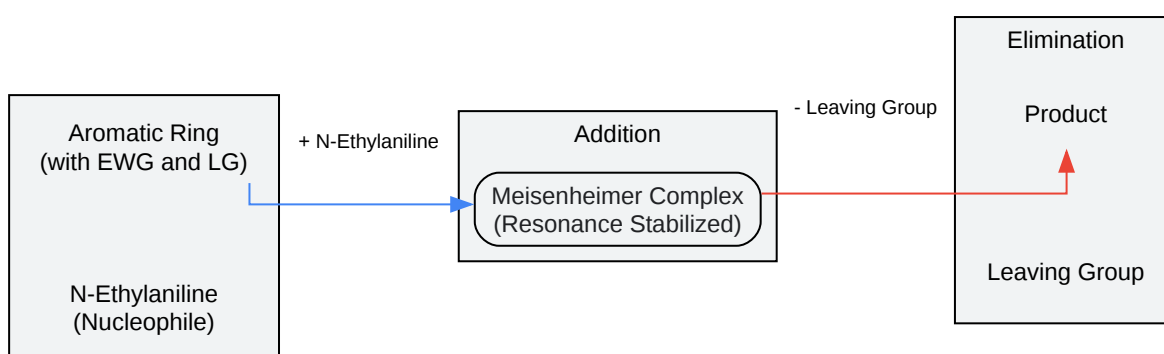 Aromatic Ring
(with EWG and LG)
N-Ethylaniline
(Nucleophile)
+ N-Ethylaniline
Addition
Meisenheimer Complex
(Resonance Stabilized)
- Leaving Group
Elimination
Product
Leaving Group